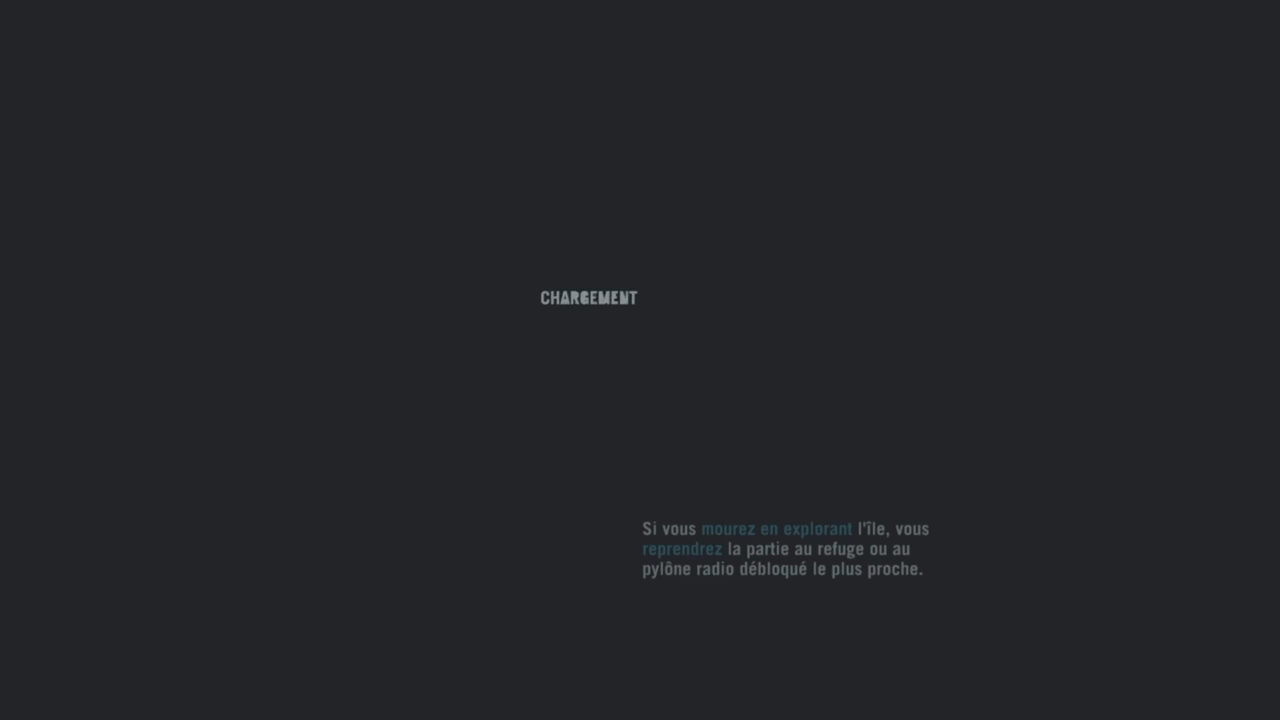 CHARGEMENT
Si vous mourez en explorant l'île, vous
reprendrez la partie au refuge ou au
pylône radio débloqué le plus proche.